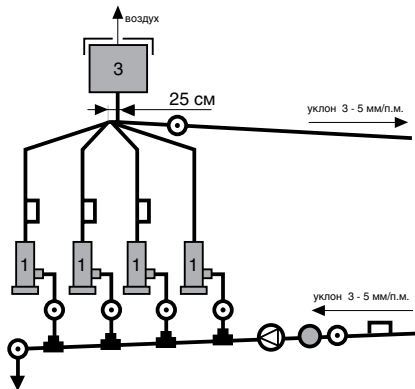 воздух
3
25 см
уклон 3 - 5 мм/п.м.
1 1 1 1
уклон 3 - 5 мм/п.м.